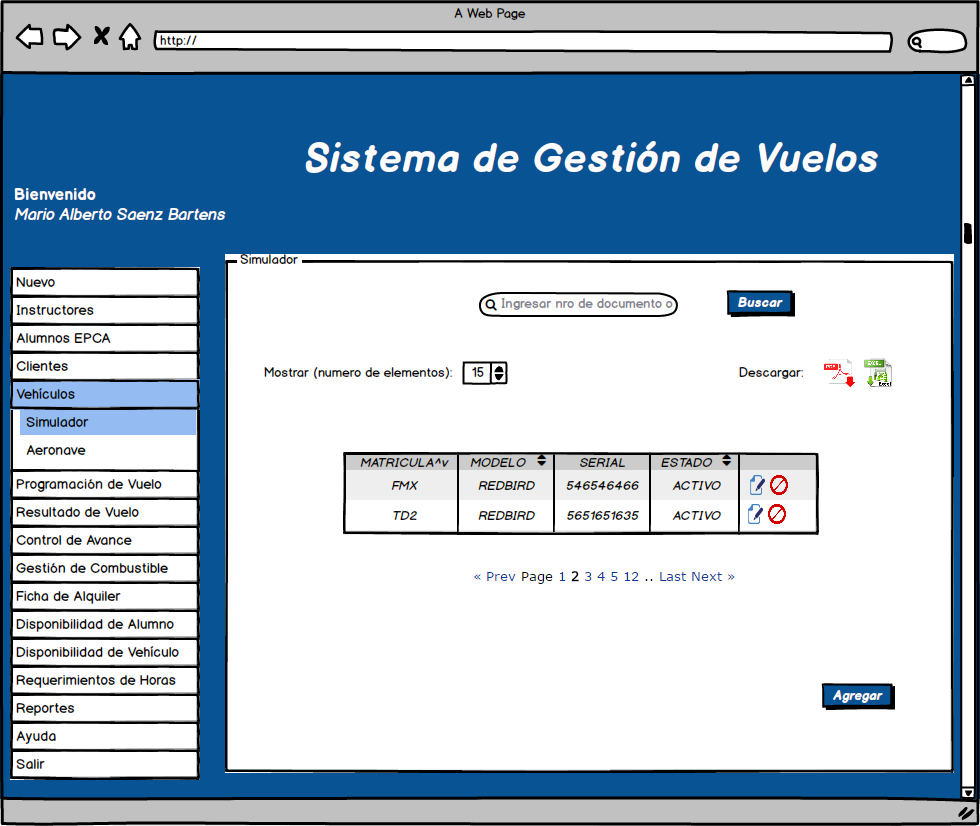 A Web Page
http://
Sistema de Gestión de Vuelos
Bienvenido
Mario Alberto Saenz Bartens
Nuevo
Instructores
Alumnos EPCA
Clientes
Vehículos
Simulador
Aeronave
Programación de Vuelo
Resultado de Vuelo
Control de Avance
Gestión de Combustible
Ficha de Alquiler
Disponibilidad de Alumno
Disponibilidad de Vehículo
Requerimientos de Horas
Reportes
Ayuda
Salir
Simulador
Ingresar nro de documento o
Buscar
Mostrar (numero de elementos): 15
Descargar:
MATRICULA^v MODELO SERIAL ESTADO
FMX REDBIRD 546546466 ACTIVO
TD2 REDBIRD 5651651635 ACTIVO
« Prev Page 1 2 3 4 5 12 .. Last Next »
Agregar